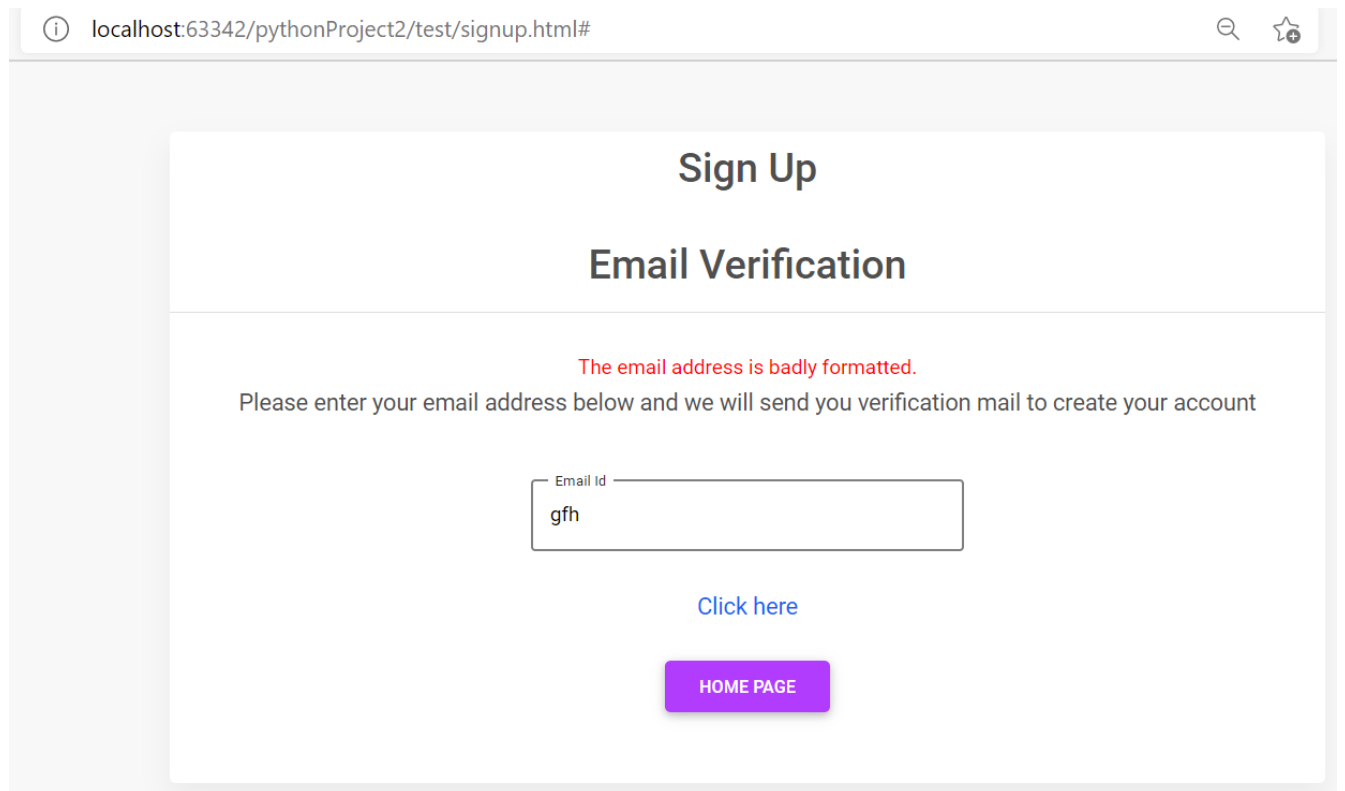 localhost:63342/pythonProject2/test/signup.html#
Sign Up
Email Verification
The email address is badly formatted.
Please enter your email address below and we will send you verification mail to create your account
Email Id
gfh
Click here
HOME PAGE